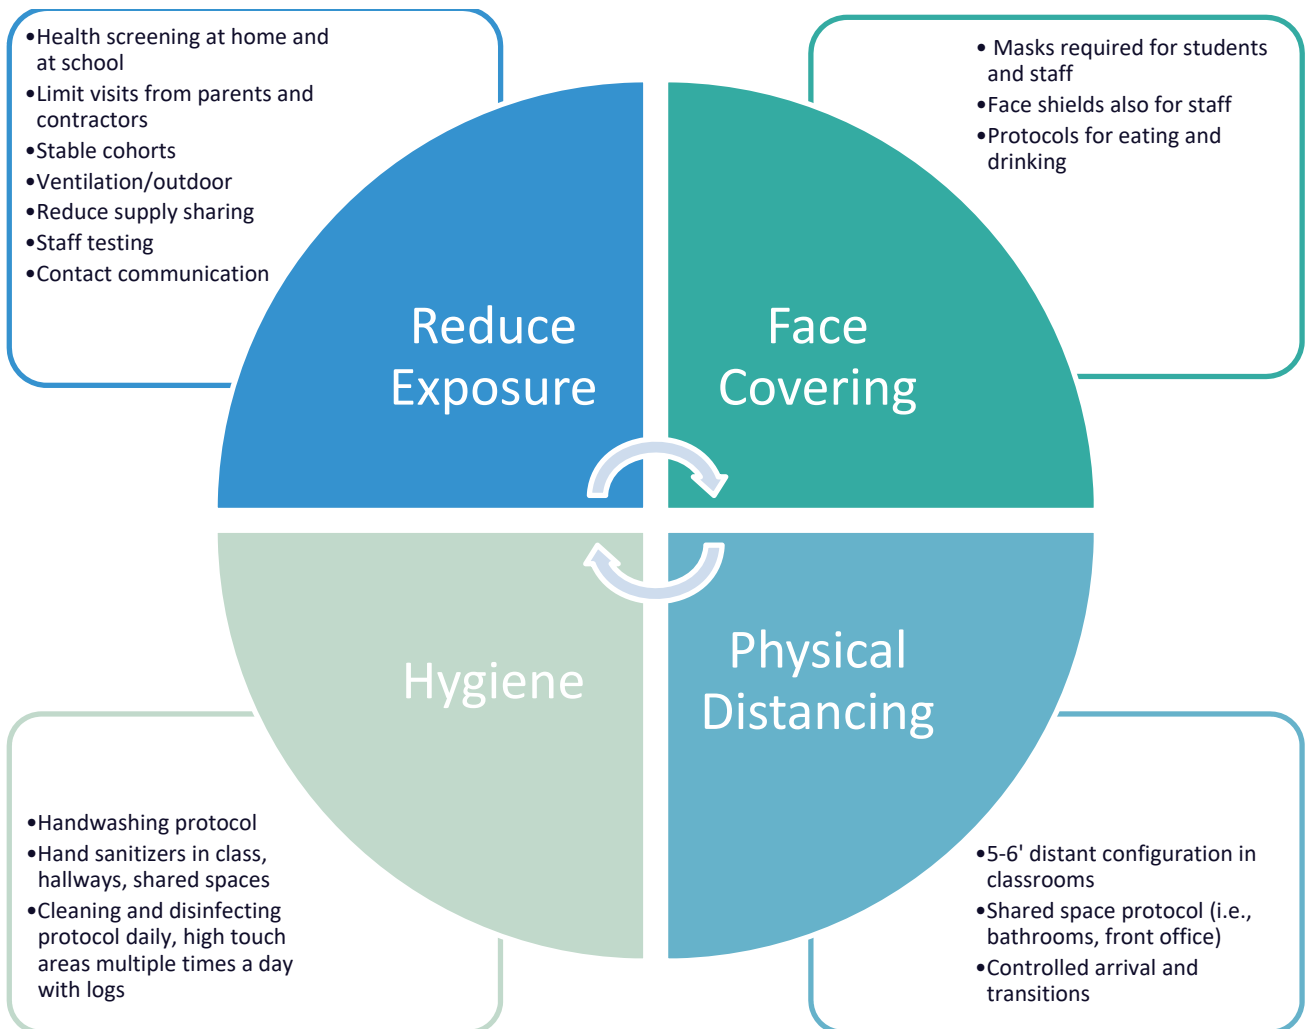 •Health screening at home and
at school
•Limit visits from parents and
contractors
•Stable cohorts
•Ventilation/outdoor
•Reduce supply sharing
•Staff testing
•Contact communication
• Masks required for students
and staff
•Face shields also for staff
•Protocols for eating and
drinking
Reduce
Exposure
Face
Covering
Hygiene
Physical
Distancing
•Handwashing protocol
•Hand sanitizers in class,
hallways, shared spaces
•Cleaning and disinfecting
protocol daily, high touch
areas multiple times a day
with logs
•5-6' distant configuration in
classrooms
•Shared space protocol (i.e.,
bathrooms, front office)
•Controlled arrival and
transitions